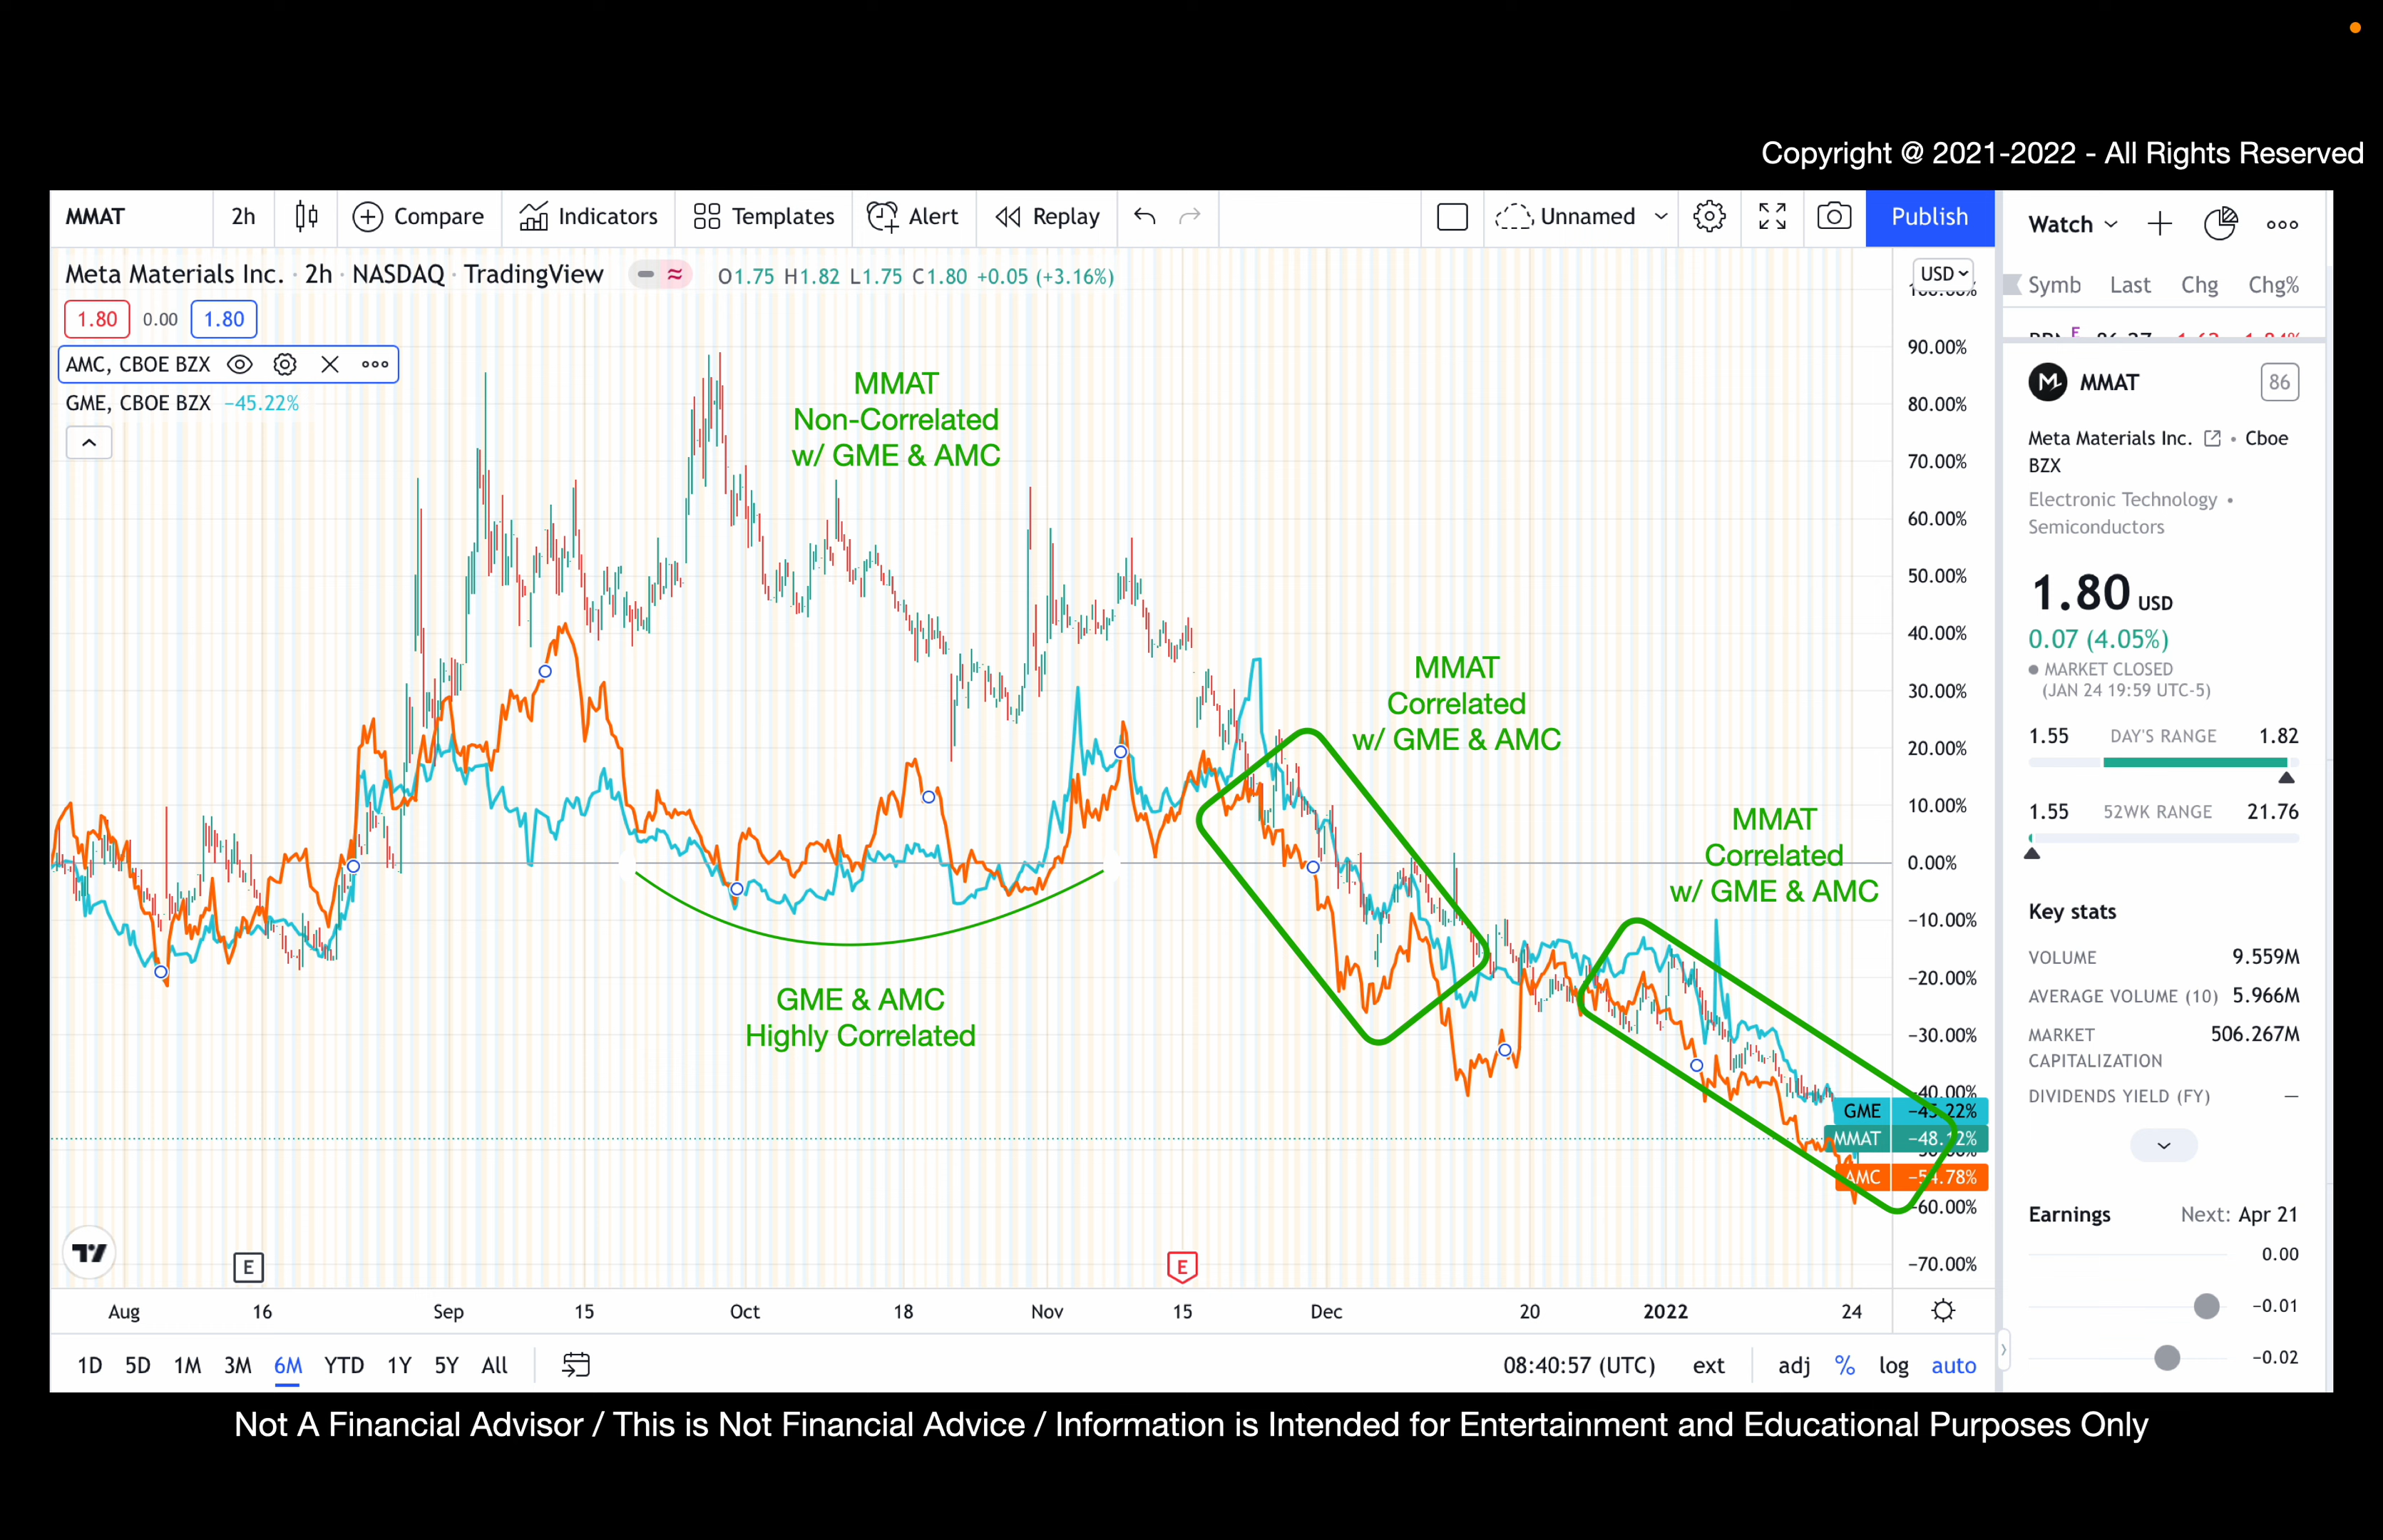 Copyright @ 2021-2022 - All Rights Reserved
MMAT 2h Compare Indicators Templates Alert Replay Unnamed Publish
Watch
Meta Materials Inc. · 2h · NASDAQ · TradingView O1.75 H1.82 L1.75 C1.80 +0.05 (+3.16%)
USD
Symb Last Chg Chg%
1.80 0.00 1.80
AMC, CBOE BZX
GME, CBOE BZX −45.22%
MMAT
Non-Correlated
w/ GME & AMC
MMAT
Correlated
w/ GME & AMC
MMAT
Correlated
w/ GME & AMC
GME & AMC
Highly Correlated
90.00%
80.00%
70.00%
60.00%
50.00%
40.00%
30.00%
20.00%
10.00%
0.00%
−10.00%
−20.00%
−30.00%
−40.00%
GME −45.22%
MMAT −48.12%
AMC −54.78%
−60.00%
−70.00%
E E
Aug 16 Sep 15 Oct 18 Nov 15 Dec 20 2022 24
1D 5D 1M 3M 6M YTD 1Y 5Y All 08:40:57 (UTC) ext adj % log auto
MMAT 86
Meta Materials Inc. • Cboe
BZX
Electronic Technology •
Semiconductors
1.80 USD
0.07 (4.05%)
MARKET CLOSED
(JAN 24 19:59 UTC-5)
1.55 DAY'S RANGE 1.82
1.55 52WK RANGE 21.76
Key stats
VOLUME 9.559M
AVERAGE VOLUME (10) 5.966M
MARKET 506.267M
CAPITALIZATION
DIVIDENDS YIELD (FY) —
Earnings Next: Apr 21
0.00
−0.01
−0.02
Not A Financial Advisor / This is Not Financial Advice / Information is Intended for Entertainment and Educational Purposes Only